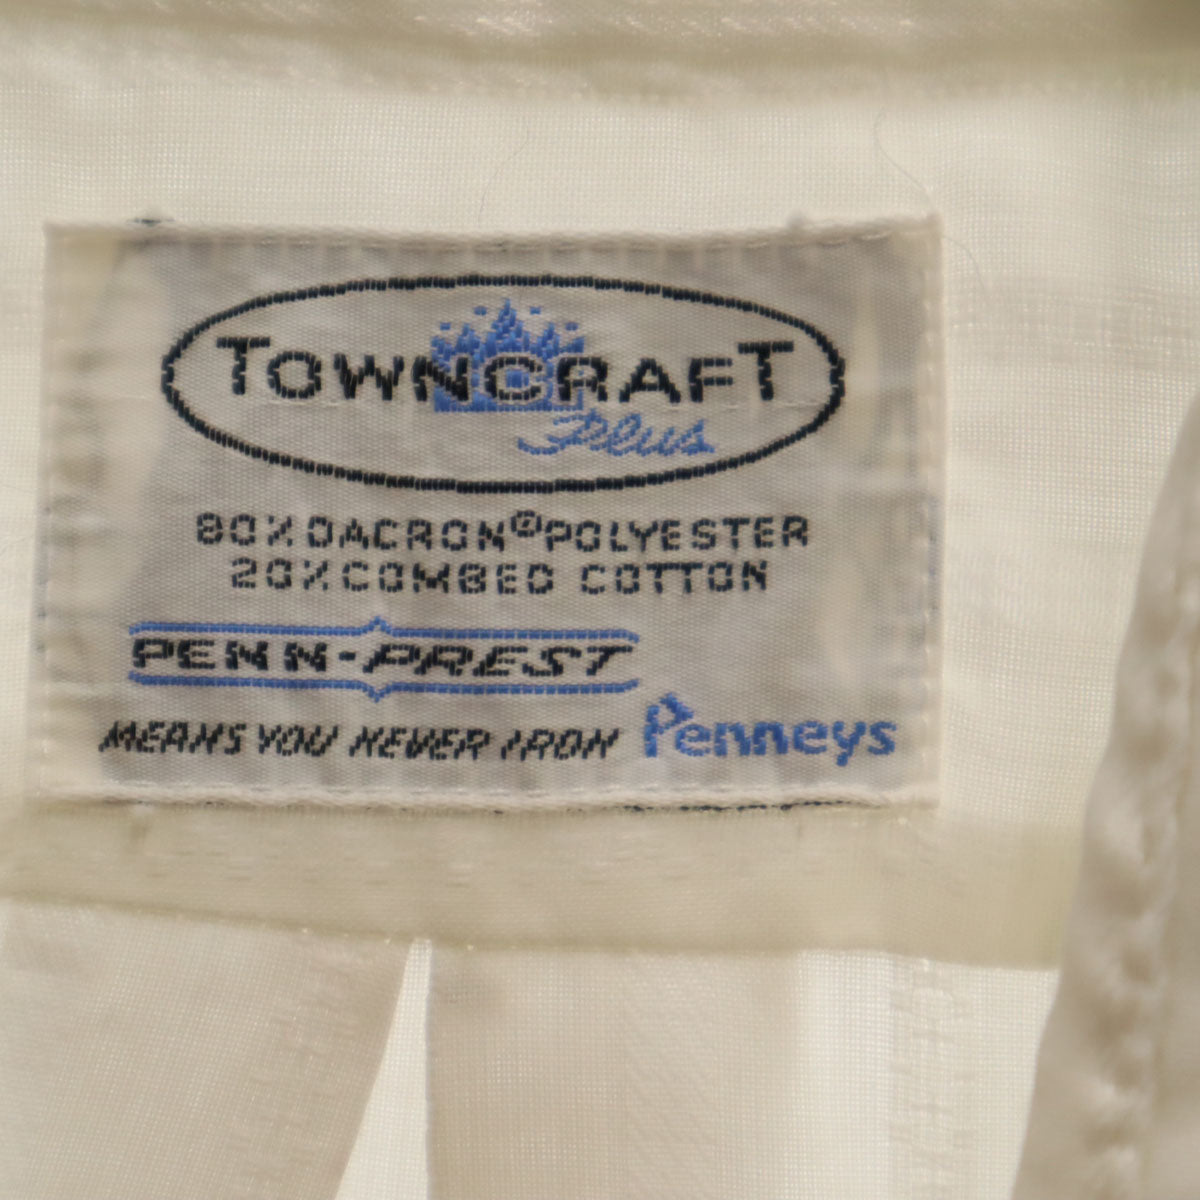 TOWNCRAFT
Plus
80% DACRON® POLYESTER
20% COMBED COTTON
PENN-PREST
MEANS YOU NEVER IRON
Penneys